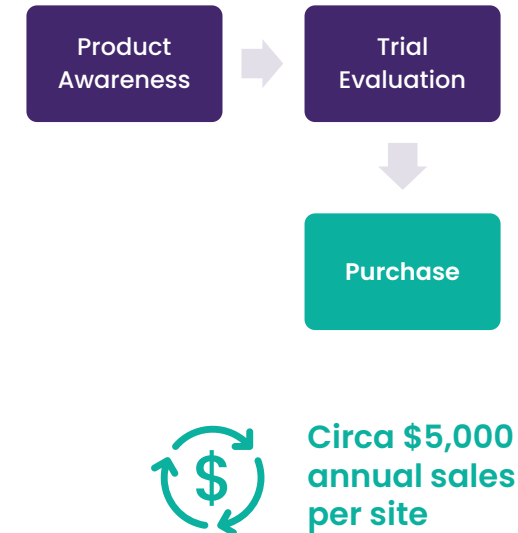 Product
Awareness
Trial
Evaluation
Purchase
$
Circa $5,000
annual sales
per site